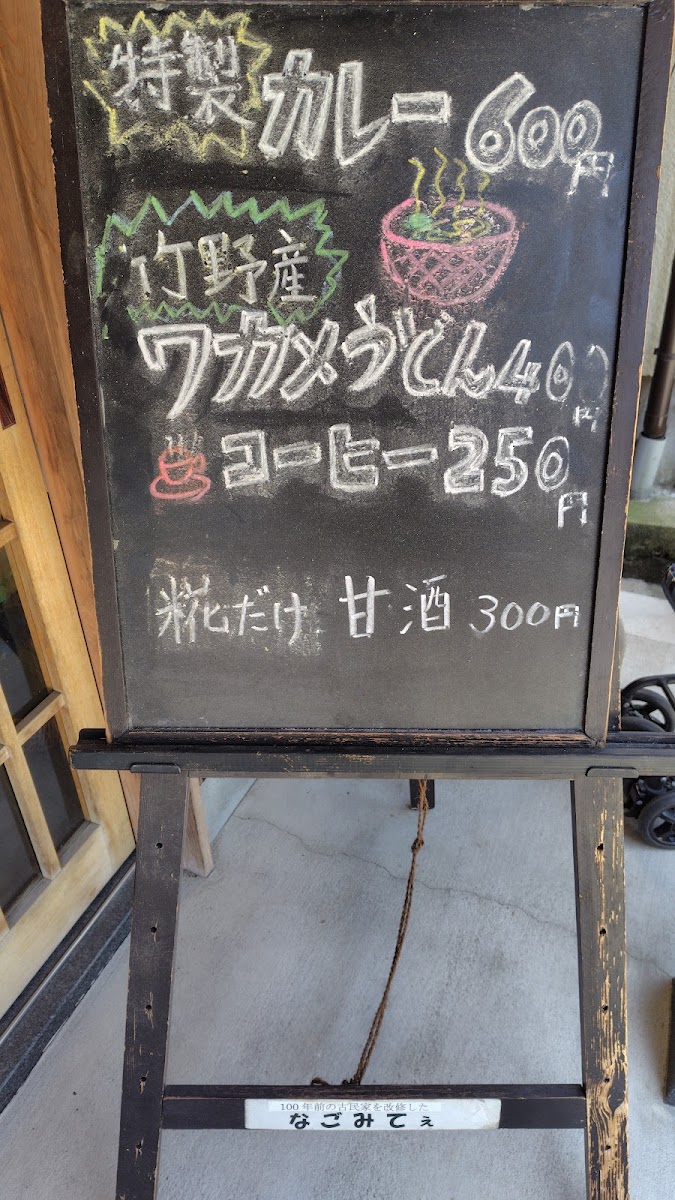 特製 カレー 600円
竹野産
ワカメうどん 400円
コーヒー 250円
糀だけ 甘酒 300円
100年前の古民家を改修した
なごみてぇ